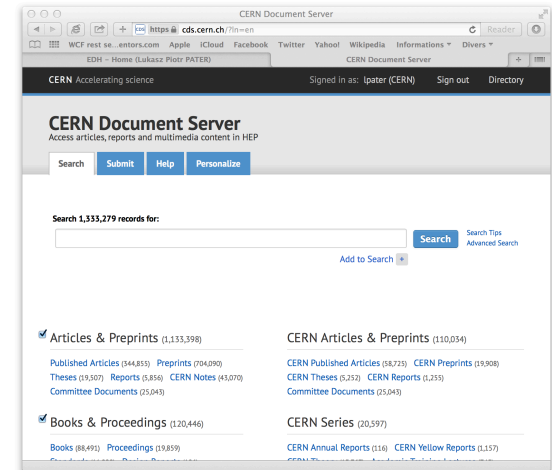 CERN Document Server
cds.cern.ch/?ln=en
Reader
WCF rest se...entors.com Apple iCloud Facebook Twitter Yahoo! Wikipedia Informations Divers
EDH – Home (Lukasz Piotr PATER) CERN Document Server
CERN Accelerating science Signed in as: lpater (CERN) Sign out Directory
CERN Document Server
Access articles, reports and multimedia content in HEP
Search Submit Help Personalize
Search 1,333,279 records for:
Search Search Tips
Advanced Search
Add to Search +
Articles & Preprints (1,133,398) CERN Articles & Preprints (110,034)
Published Articles (344,855) Preprints (704,090) CERN Published Articles (58,725) CERN Preprints (19,908)
Theses (19,507) Reports (5,856) CERN Notes (43,070) CERN Theses (5,252) CERN Reports (1,255)
Committee Documents (25,043) Committee Documents (25,043)
Books & Proceedings (120,446) CERN Series (20,597)
Books (88,491) Proceedings (19,859) CERN Annual Reports (116) CERN Yellow Reports (1,157)